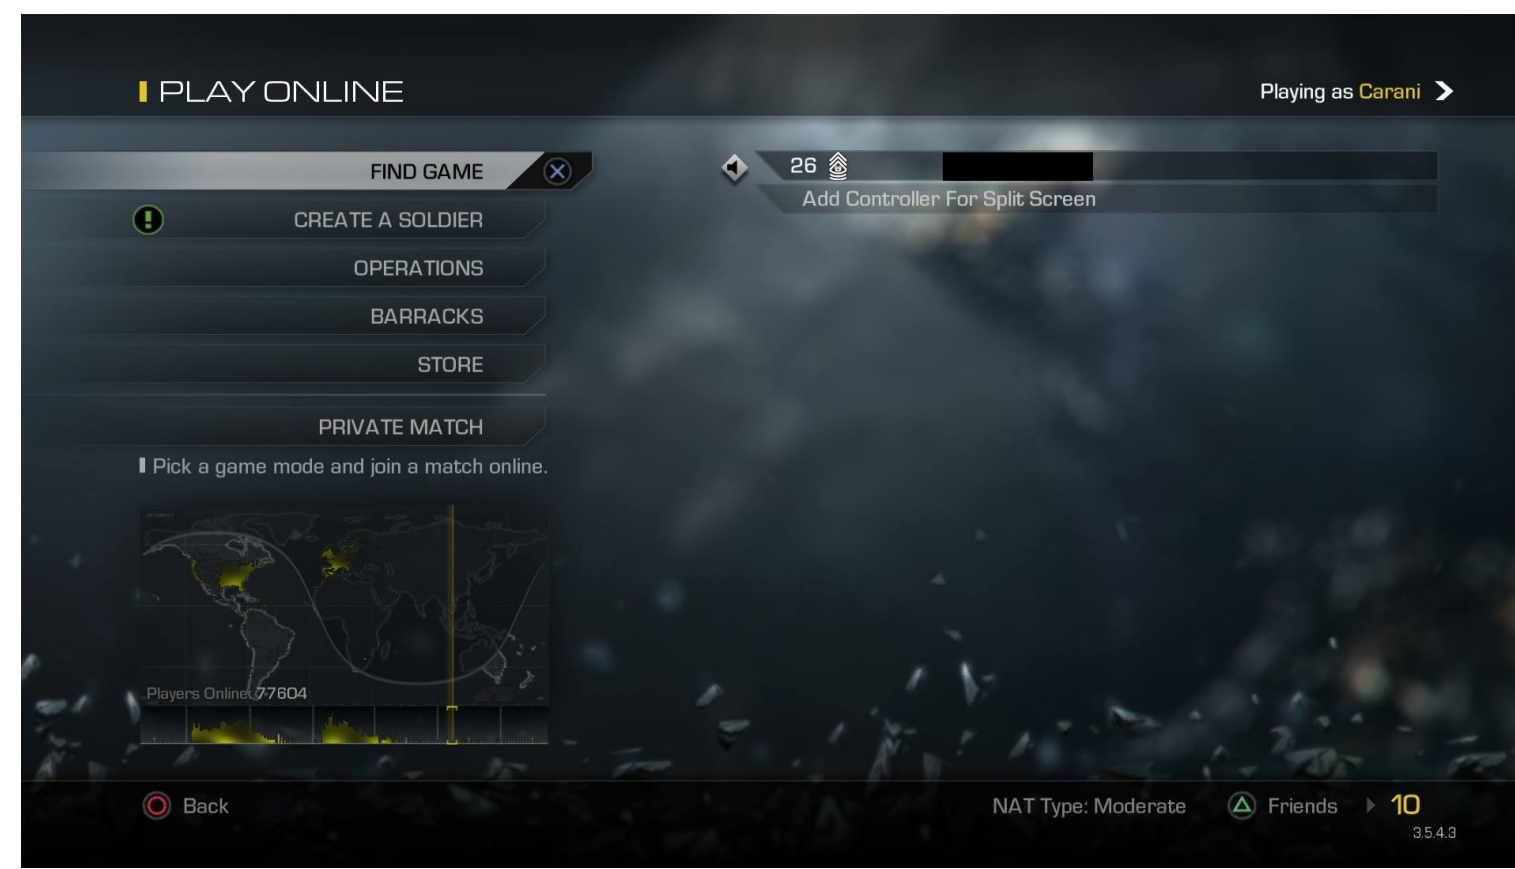 PLAY ONLINE
Playing as Carani
FIND GAME
CREATE A SOLDIER
OPERATIONS
BARRACKS
STORE
PRIVATE MATCH
Pick a game mode and join a match online.
Players Online: 77604
26
Add Controller For Split Screen
Back
NAT Type: Moderate
Friends
10
3.5.4.3